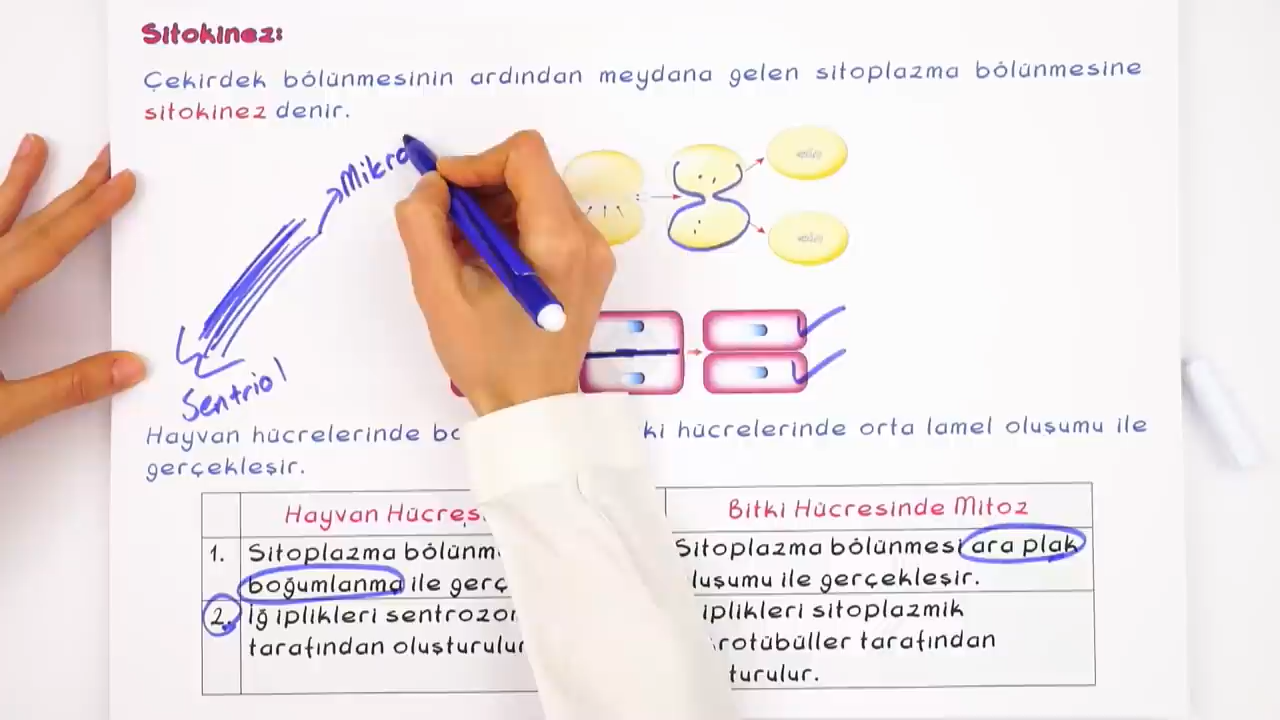 Sitokinez:
Çekirdek bölünmesinin ardından meydana gelen sitoplazma bölünmesine
sitokinez denir.
Mikro
Sentriol
Hayvan hücrelerinde bo ki hücrelerinde orta lamel oluşumu ile
gerçekleşir.
Hayvan Hücres Bitki Hücresinde Mitoz
1. Sitoplazma bölünm Sitoplazma bölünmesi ara plak
boğumlanma ile gerç luşumu ile gerçekleşir.
2. İğ iplikleri sentrozo iplikleri sitoplazmik
tarafından oluşturulur rotübüller tarafından
turulur.